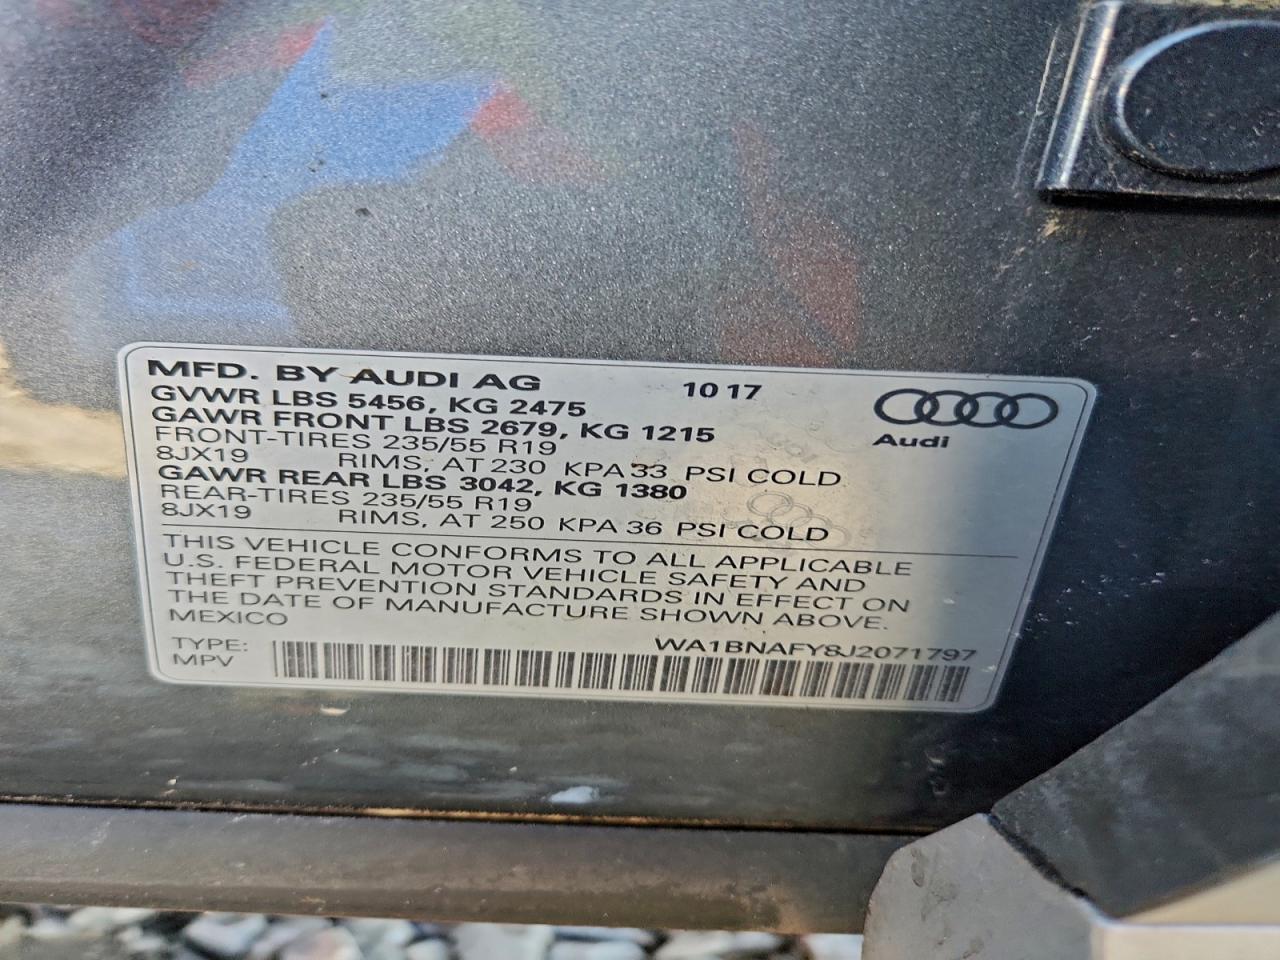 MFD. BY AUDI AG 10 17
GVWR LBS 5456, KG 2475
GAWR FRONT LBS 2679, KG 1215
FRONT-TIRES 235/55 R19
8JX19 RIMS, AT 230 KPA 33 PSI COLD
GAWR REAR LBS 3042, KG 1380
REAR-TIRES 235/55 R19
8JX19 RIMS, AT 250 KPA 36 PSI COLD
Audi
THIS VEHICLE CONFORMS TO ALL APPLICABLE
U.S. FEDERAL MOTOR VEHICLE SAFETY AND
THEFT PREVENTION STANDARDS IN EFFECT ON
THE DATE OF MANUFACTURE SHOWN ABOVE.
MEXICO
TYPE: WA1BNAFY8J2071797
MPV